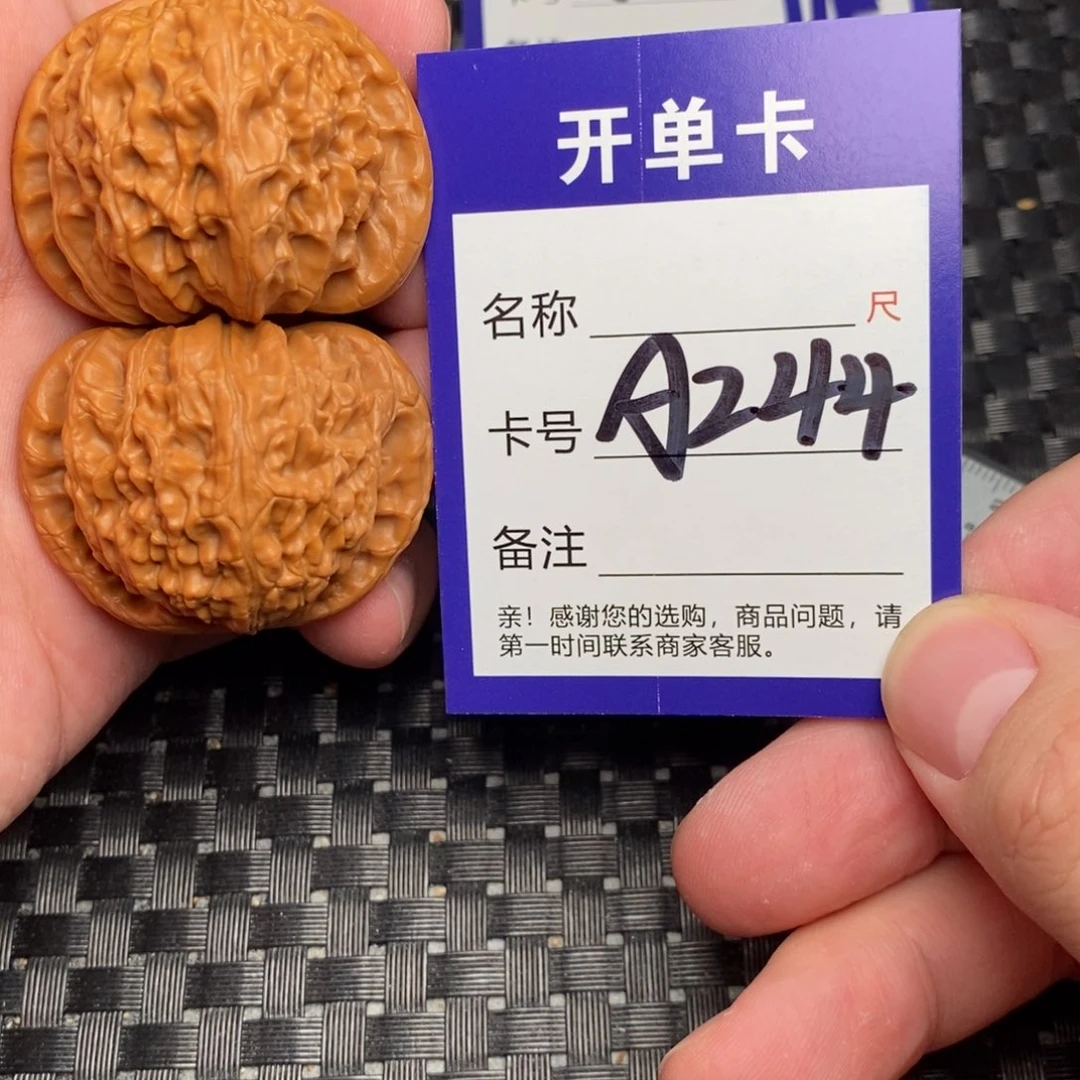 开单卡
名称 尺
卡号 A244
备注
亲！感谢您的选购，商品问题，请
第一时间联系商家客服。